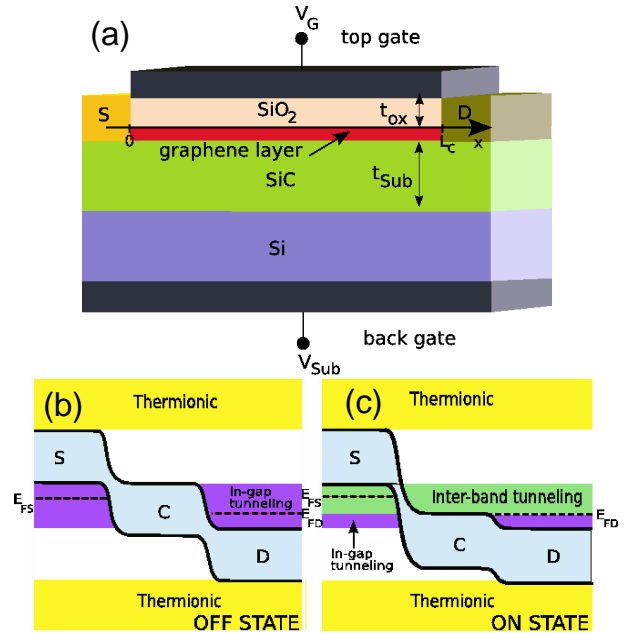 (a)
V_G
top gate
S
SiO₂
t_ox
D
0
L_c
x
graphene layer
SiC
t_Sub
Si
back gate
V_Sub
(b)
Thermionic
S
E_FS
In-gap
tunneling
C
E_FD
D
Thermionic
OFF STATE
(c)
Thermionic
S
E_FS
Inter-band tunneling
E_FD
In-gap
tunneling
C
D
Thermionic
ON STATE